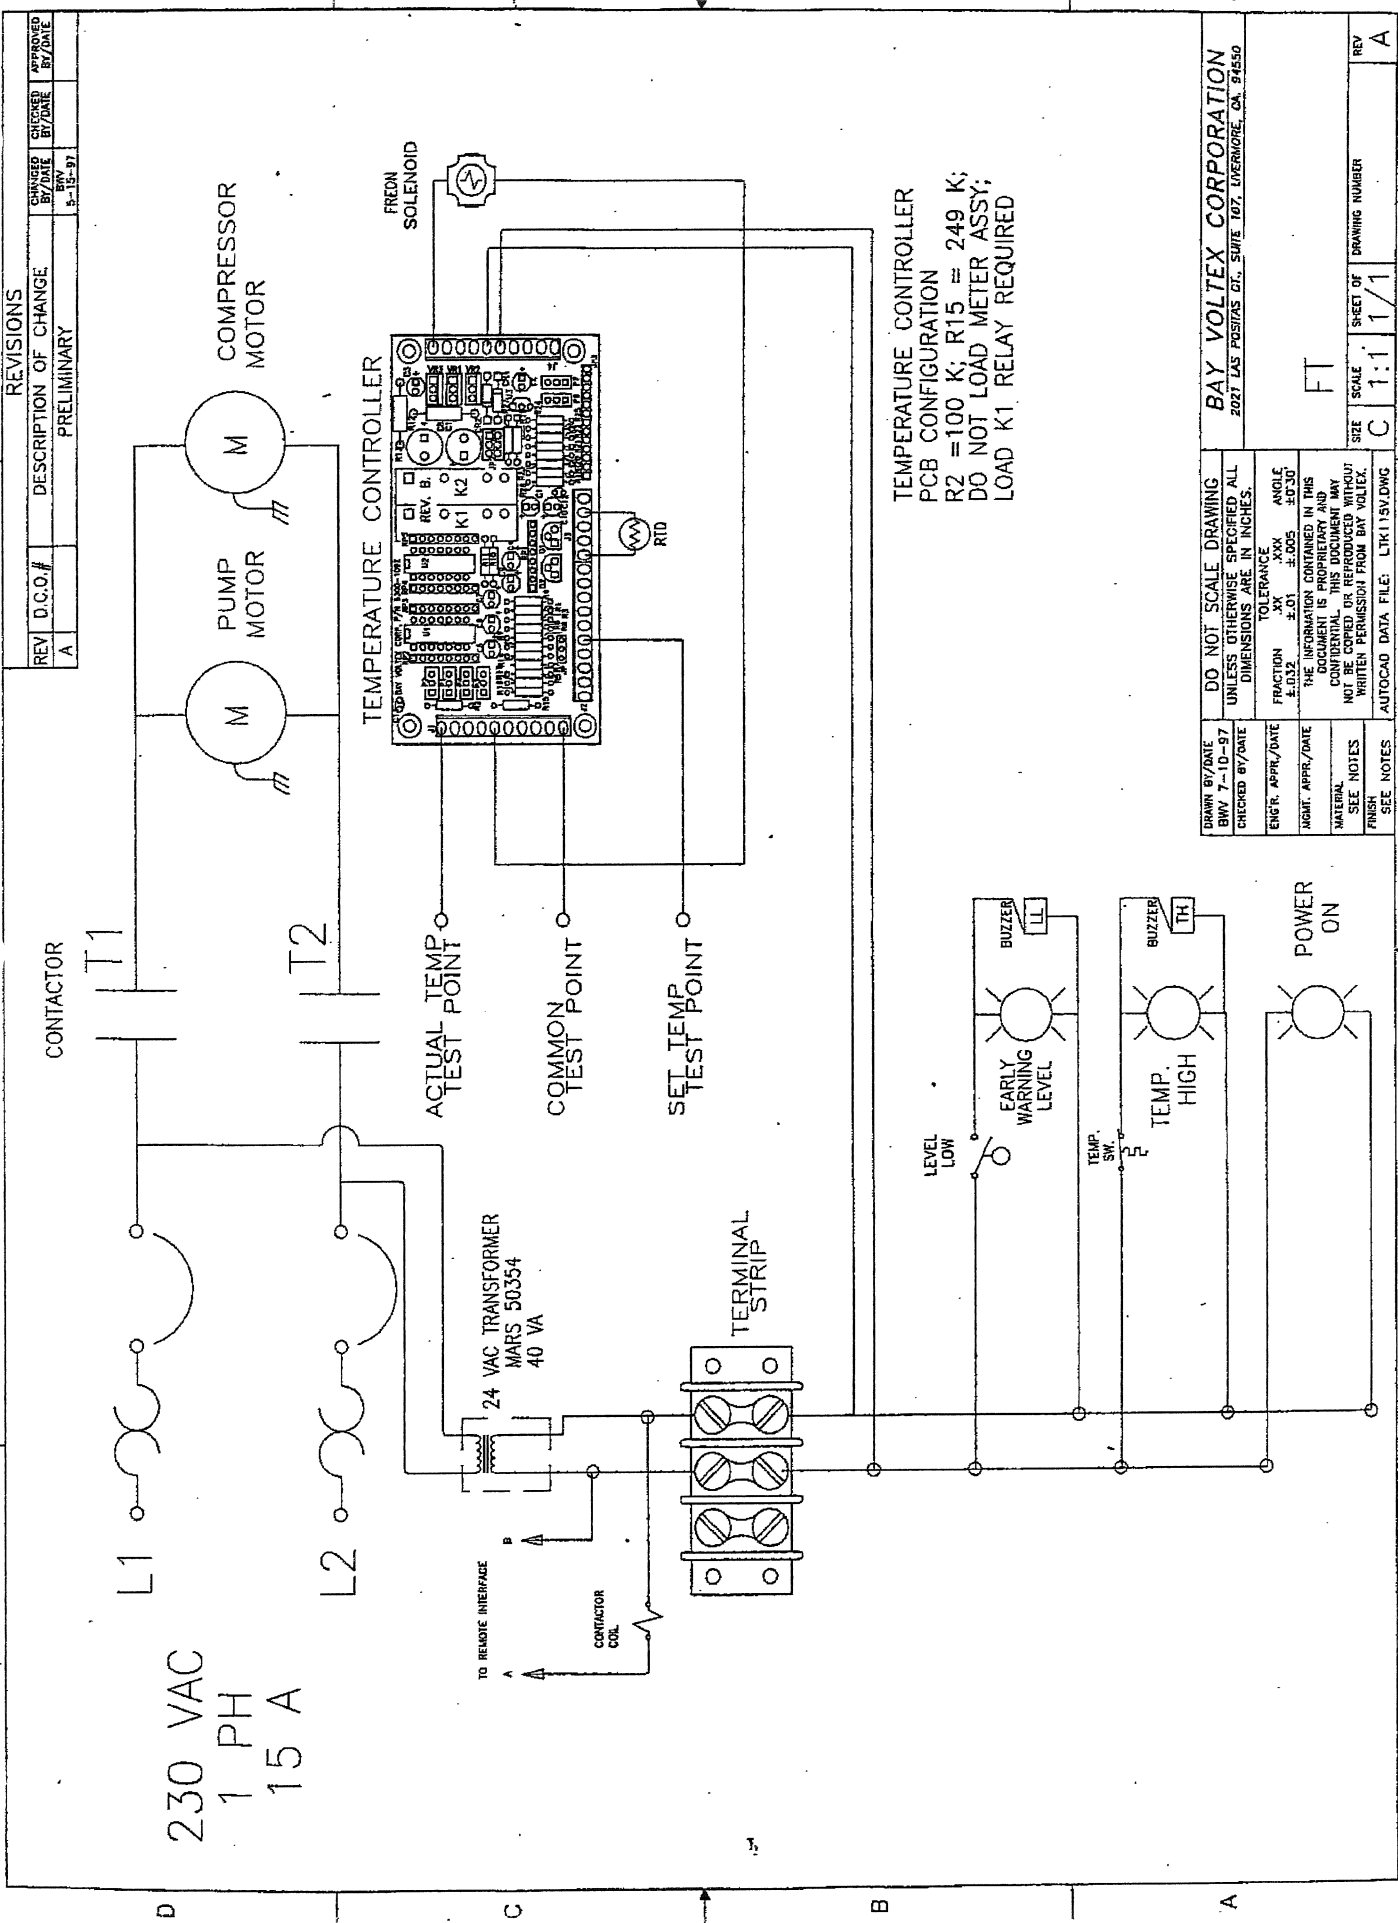 REVISIONS
REV D.C.O.# DESCRIPTION OF CHANGE CHANGED BY/DATE CHECKED BY/DATE APPROVED BY/DATE
A PRELIMINARY BWV 5-15-97
230 VAC
1 PH
15 A
L1
L2
CONTACTOR
T1
T2
PUMP
MOTOR
M
COMPRESSOR
MOTOR
M
24 VAC TRANSFORMER
MARS 50354
40 VA
TO REMOTE INTERFACE
A
B
CONTACTOR
COIL
TERMINAL
STRIP
ACTUAL TEMP
TEST POINT
COMMON
TEST POINT
SET TEMP
TEST POINT
TEMPERATURE CONTROLLER
REV. B.
K1 K2
U1
U2
J1
VR3 VR1 VR2
RTD
FREON
SOLENOID
TEMPERATURE CONTROLLER
PCB CONFIGURATION
R2 =100 K; R15 = 249 K;
DO NOT LOAD METER ASSY;
LOAD K1 RELAY REQUIRED
LEVEL
LOW
EARLY
WARNING
LEVEL
BUZZER
LL
TEMP.
SW.
TEMP.
HIGH
BUZZER
TH
POWER
ON
DRAWN BY/DATE
BWV 7-10-97
CHECKED BY/DATE
ENG'R. APPR./DATE
MGMT. APPR./DATE
MATERIAL
SEE NOTES
FINISH
SEE NOTES
DO NOT SCALE DRAWING
UNLESS OTHERWISE SPECIFIED ALL
DIMENSIONS ARE IN INCHES.
TOLERANCE
FRACTION .XX .XXX ANGLE
±.032 ±.01 ±.005 ±0°30'
THE INFORMATION CONTAINED IN THIS
DOCUMENT IS PROPRIETARY AND
CONFIDENTIAL. THIS DOCUMENT MAY
NOT BE COPIED OR REPRODUCED WITHOUT
WRITTEN PERMISSION FROM BAY VOLTEX.
AUTOCAD DATA FILE: LTK115V.DWG
BAY VOLTEX CORPORATION
2021 LAS POSITAS CT., SUITE 107, LIVERMORE, CA. 94550
FT
SIZE SCALE SHEET OF DRAWING NUMBER REV
C 1:1 1/1 A
D
C
B
A